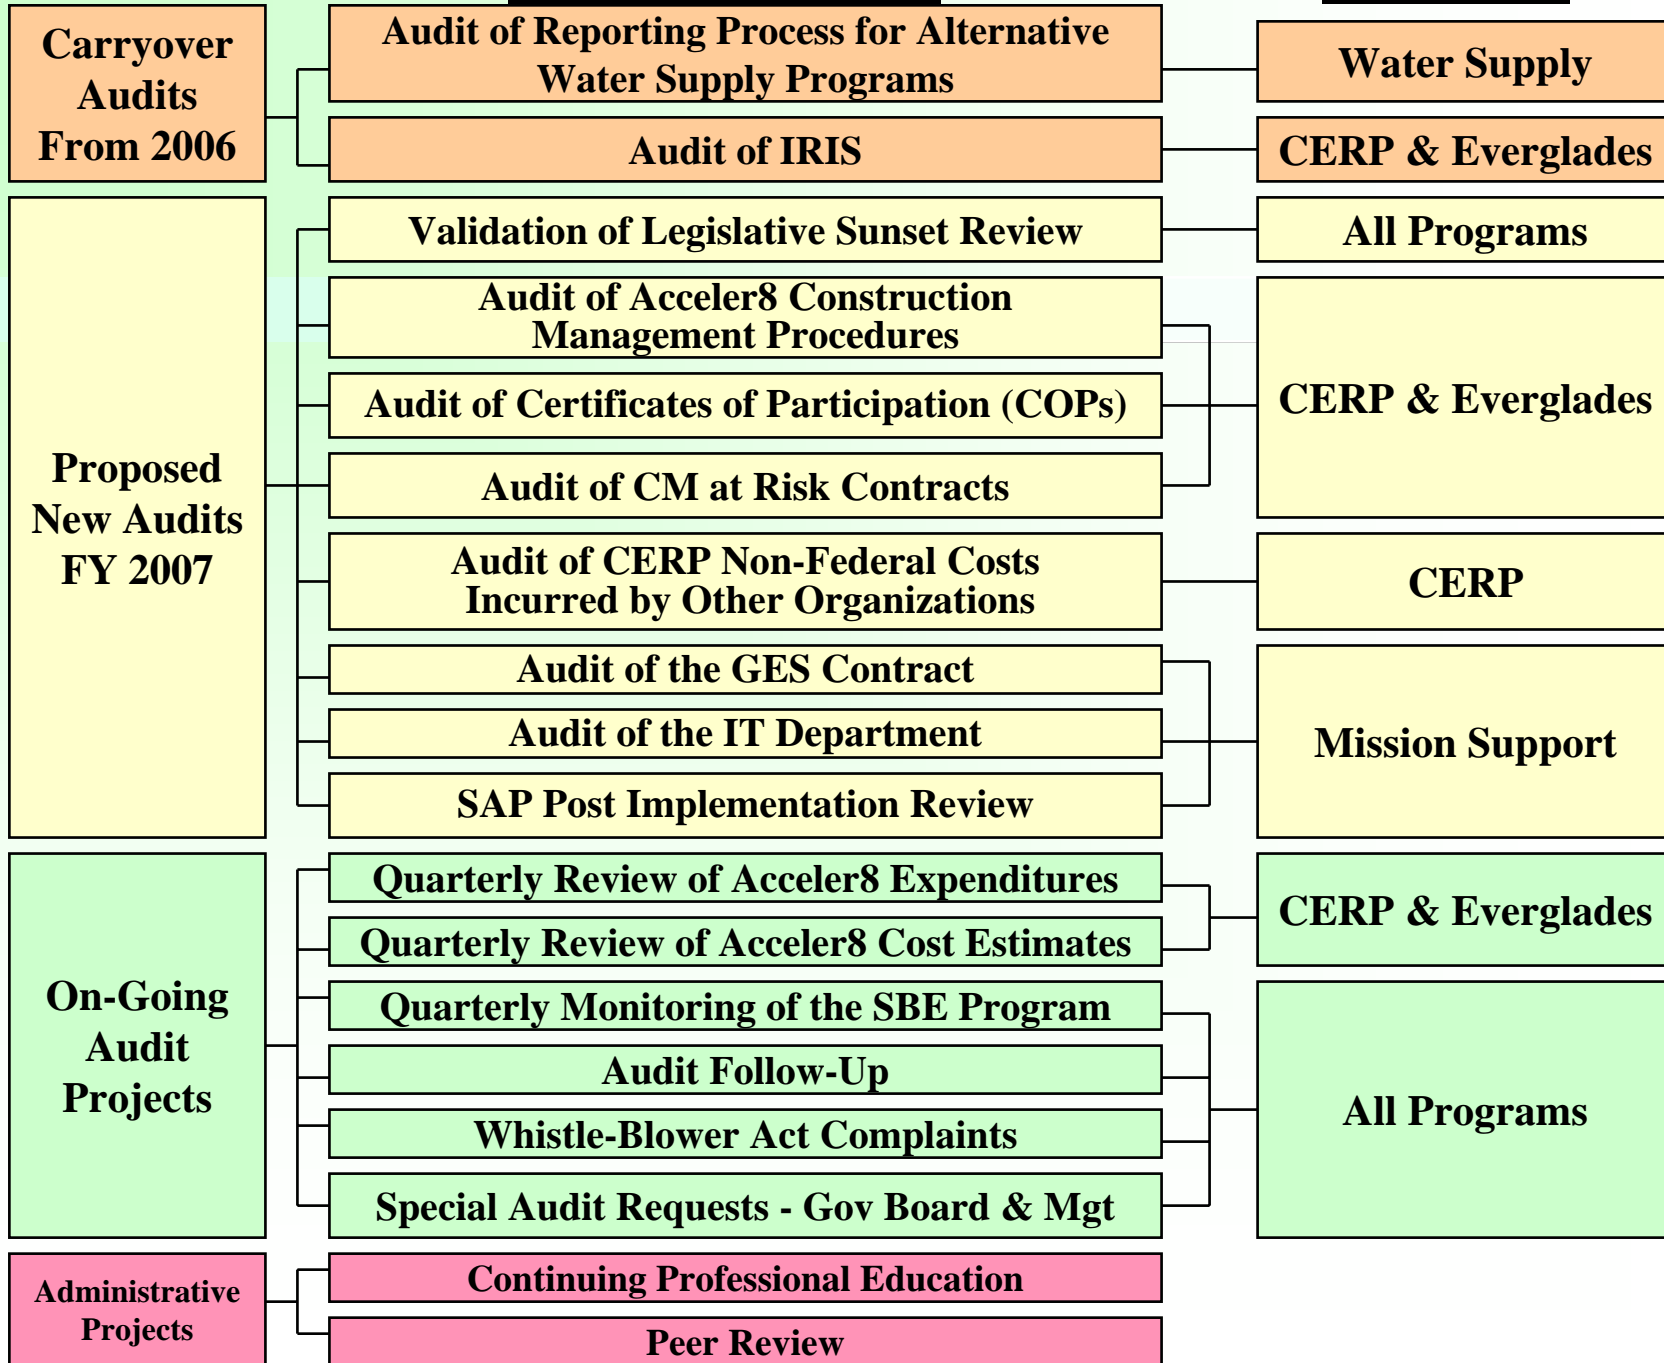 Carryover
Audits
From 2006
Audit of Reporting Process for Alternative
Water Supply Programs
Water Supply
Audit of IRIS
CERP & Everglades
Proposed
New Audits
FY 2007
Validation of Legislative Sunset Review
All Programs
Audit of Acceler8 Construction
Management Procedures
Audit of Certificates of Participation (COPs)
Audit of CM at Risk Contracts
CERP & Everglades
Audit of CERP Non-Federal Costs
Incurred by Other Organizations
CERP
Audit of the GES Contract
Audit of the IT Department
SAP Post Implementation Review
Mission Support
On-Going
Audit
Projects
Quarterly Review of Acceler8 Expenditures
Quarterly Review of Acceler8 Cost Estimates
CERP & Everglades
Quarterly Monitoring of the SBE Program
Audit Follow-Up
Whistle-Blower Act Complaints
Special Audit Requests - Gov Board & Mgt
All Programs
Administrative
Projects
Continuing Professional Education
Peer Review